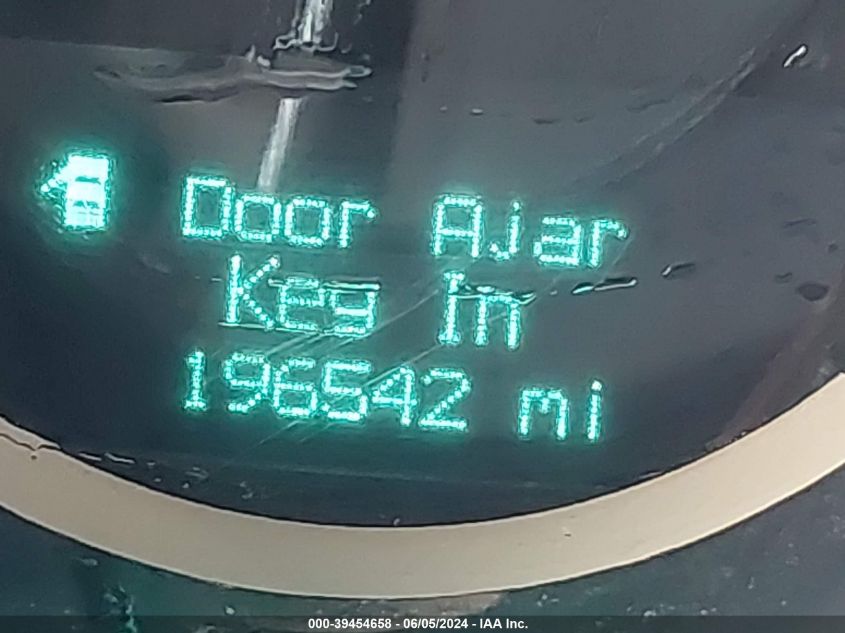 Door Ajar
Key In
196542 mi
000-39454658 - 06/05/2024 - IAA Inc.